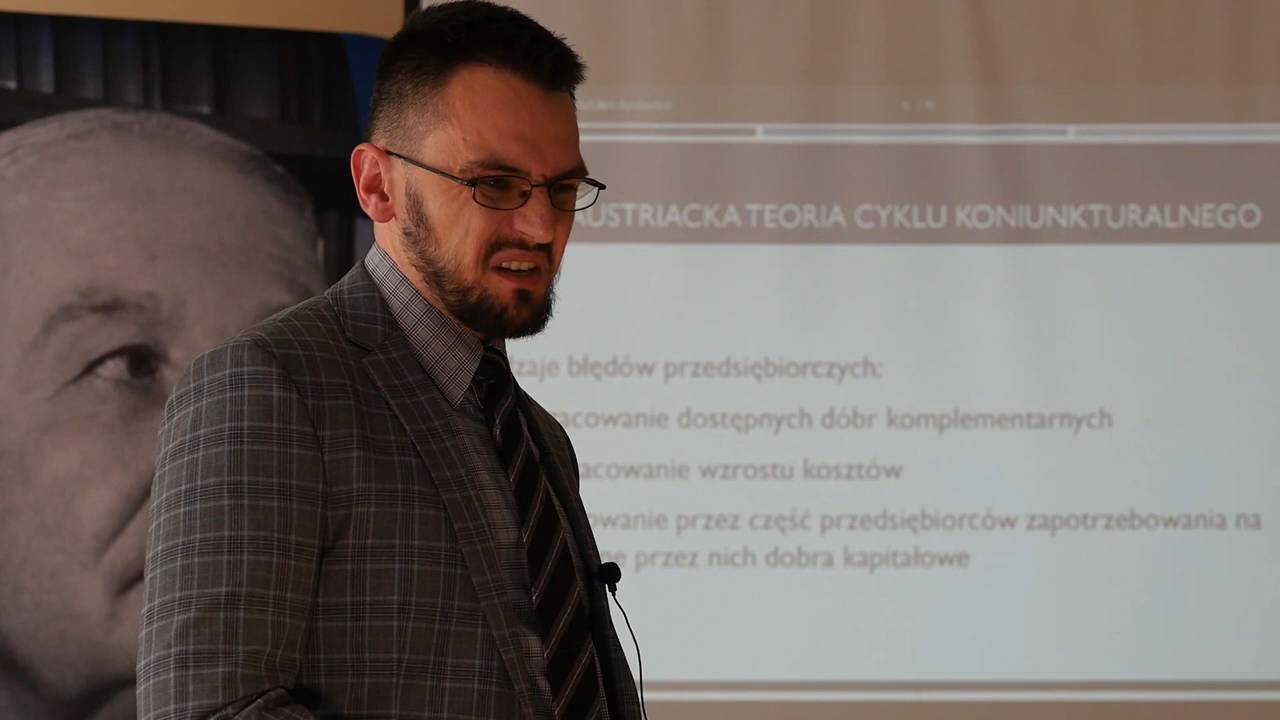 AUSTRIACKA TEORIA CYKLU KONIUNKTURALNEGO
błędów przedsiębiorczych:
dostępnych dóbr komplementarnych
wzrostu kosztów
przez część przedsiębiorców zapotrzebowania na
przez nich dobra kapitałowe